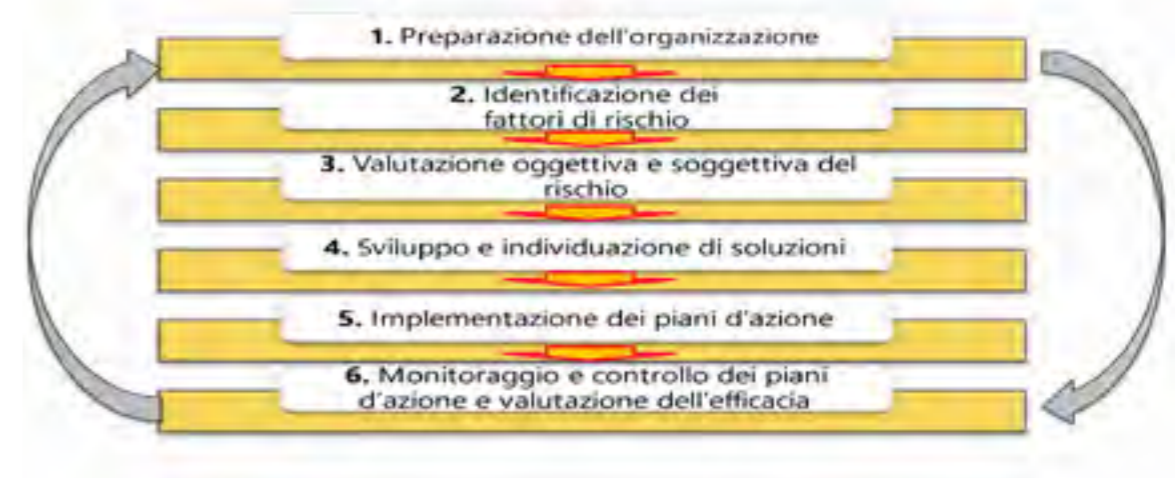 1. Preparazione dell'organizzazione
2. Identificazione dei
fattori di rischio
3. Valutazione oggettiva e soggettiva del
rischio
4. Sviluppo e individuazione di soluzioni
5. Implementazione dei piani d'azione
6. Monitoraggio e controllo dei piani
d'azione e valutazione dell'efficacia